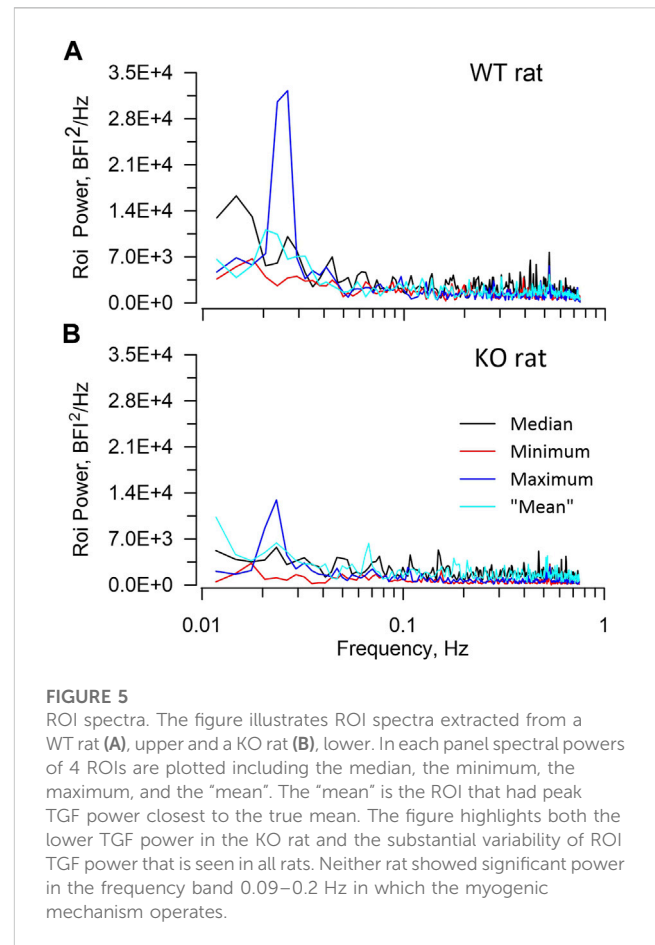 A
WT rat
3.5E+4
2.8E+4
2.1E+4
1.4E+4
7.0E+3
0.0E+0
Roi Power, BFI²/Hz
B
KO rat
3.5E+4
2.8E+4
2.1E+4
1.4E+4
7.0E+3
0.0E+0
Roi Power, BFI²/Hz
Median
Minimum
Maximum
"Mean"
0.01
0.1
1
Frequency, Hz
FIGURE 5
ROI spectra. The figure illustrates ROI spectra extracted from a
WT rat (A), upper and a KO rat (B), lower. In each panel spectral powers
of 4 ROIs are plotted including the median, the minimum, the
maximum, and the “mean”. The “mean” is the ROI that had peak
TGF power closest to the true mean. The figure highlights both the
lower TGF power in the KO rat and the substantial variability of ROI
TGF power that is seen in all rats. Neither rat showed significant power
in the frequency band 0.09–0.2 Hz in which the myogenic
mechanism operates.